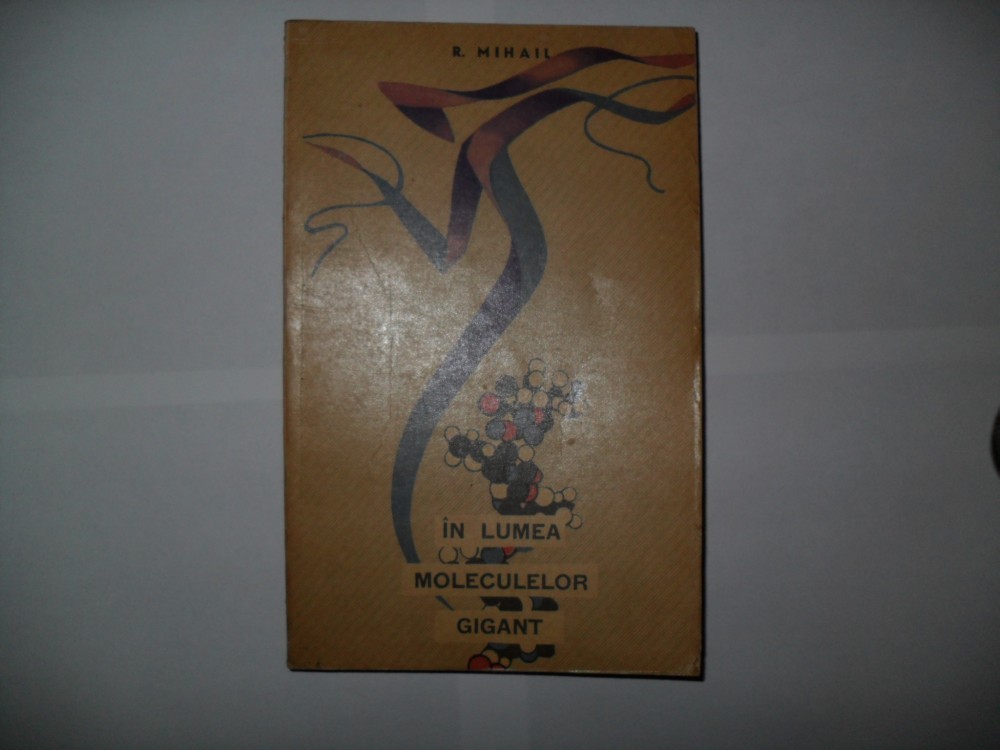 R. MIHAIL
ÎN LUMEA
MOLECULELOR
GIGANT